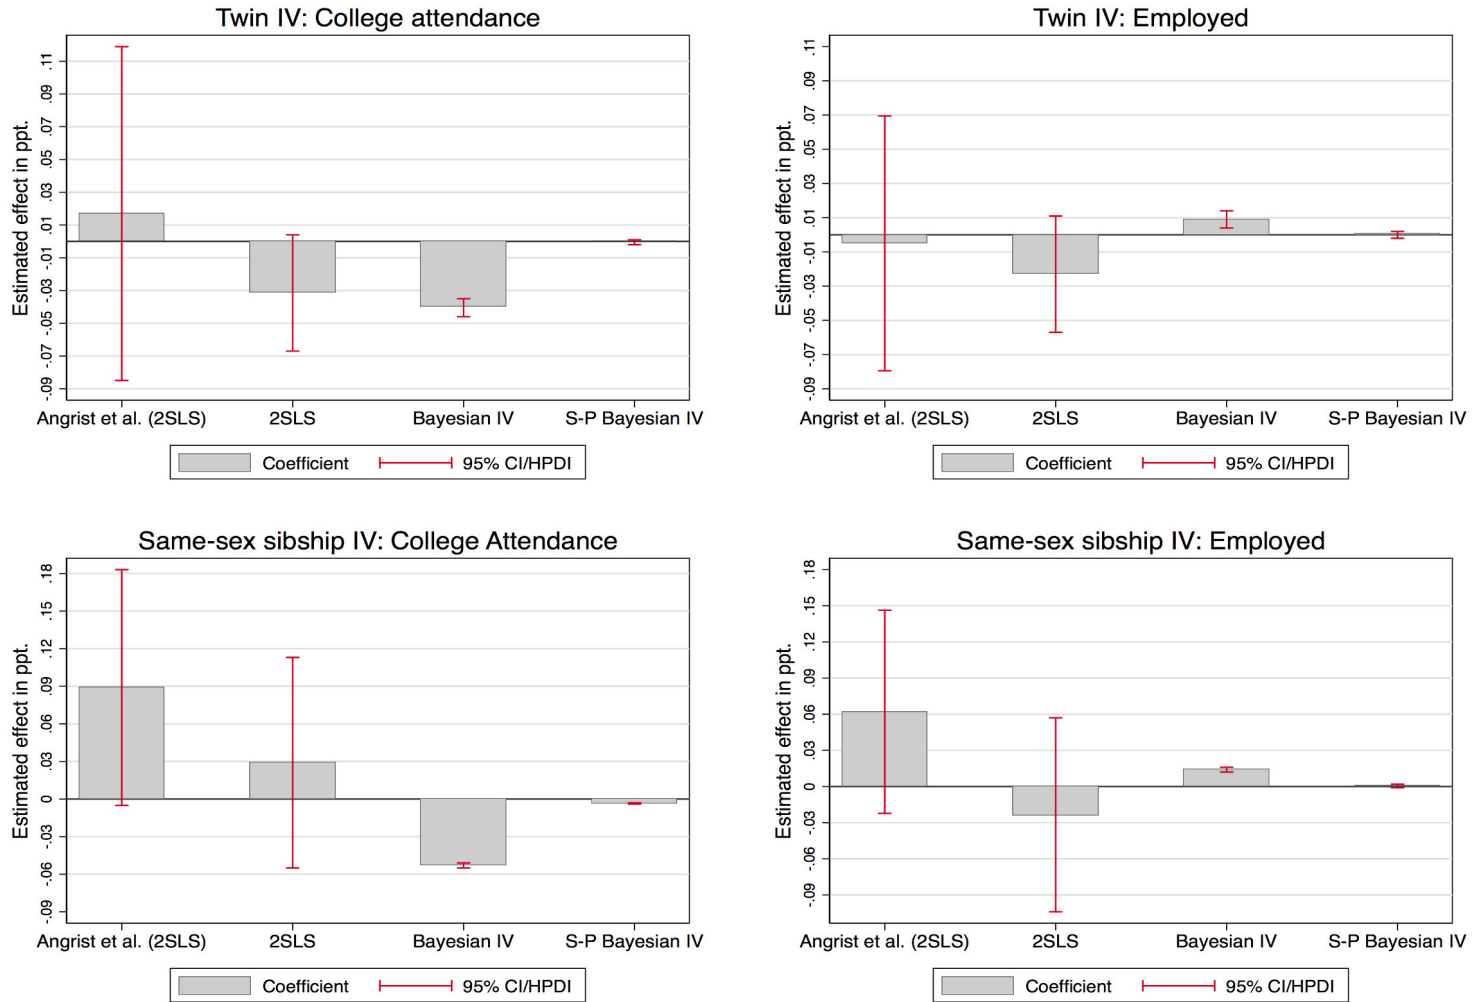 Twin IV: College attendance
Estimated effect in ppt.
.11
.09
.07
.05
.03
.01
-.01
-.03
-.05
-.07
-.09
Angrist et al. (2SLS) 2SLS Bayesian IV S-P Bayesian IV
Coefficient 95% CI/HPDI
Twin IV: Employed
Estimated effect in ppt.
.11
.09
.07
.05
.03
.01
-.01
-.03
-.05
-.07
-.09
Angrist et al. (2SLS) 2SLS Bayesian IV S-P Bayesian IV
Coefficient 95% CI/HPDI
Same-sex sibship IV: College Attendance
Estimated effect in ppt.
.18
.15
.12
.09
.06
.03
0
-.03
-.06
-.09
Angrist et al. (2SLS) 2SLS Bayesian IV S-P Bayesian IV
Coefficient 95% CI/HPDI
Same-sex sibship IV: Employed
Estimated effect in ppt.
.18
.15
.12
.09
.06
.03
0
-.03
-.06
-.09
Angrist et al. (2SLS) 2SLS Bayesian IV S-P Bayesian IV
Coefficient 95% CI/HPDI